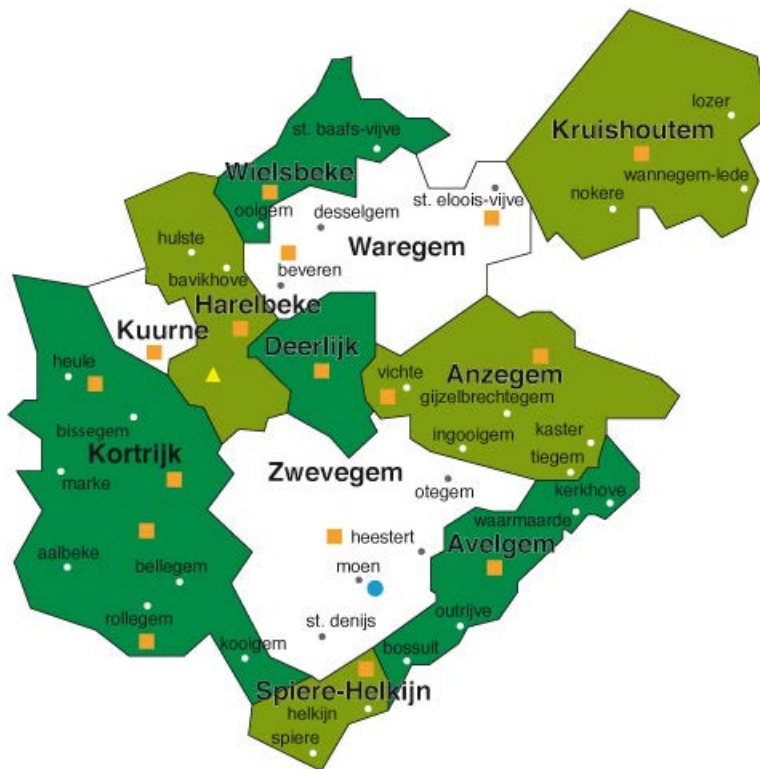 lozer
Kruishoutem
st. baafs-vijve
wannegem-lede
Wielsbeke
nokere
st. eloois-vijve
ooigem
desselgem
Waregem
hulste
beveren
bavikhove
Harelbeke
Kuurne
Deerlijk
heule
vichte
Anzegem
gijzelbrechtegem
bissegem
kaster
ingooigem
Kortrijk
tiegem
Zwevegem
marke
otegem
kerkhove
waarmaarde
heestert
Avelgem
aalbeke
moen
bellegem
rollegem
outrijve
st. denijs
kooigem
bossuit
Spiere-Helkijn
helkijn
spiere